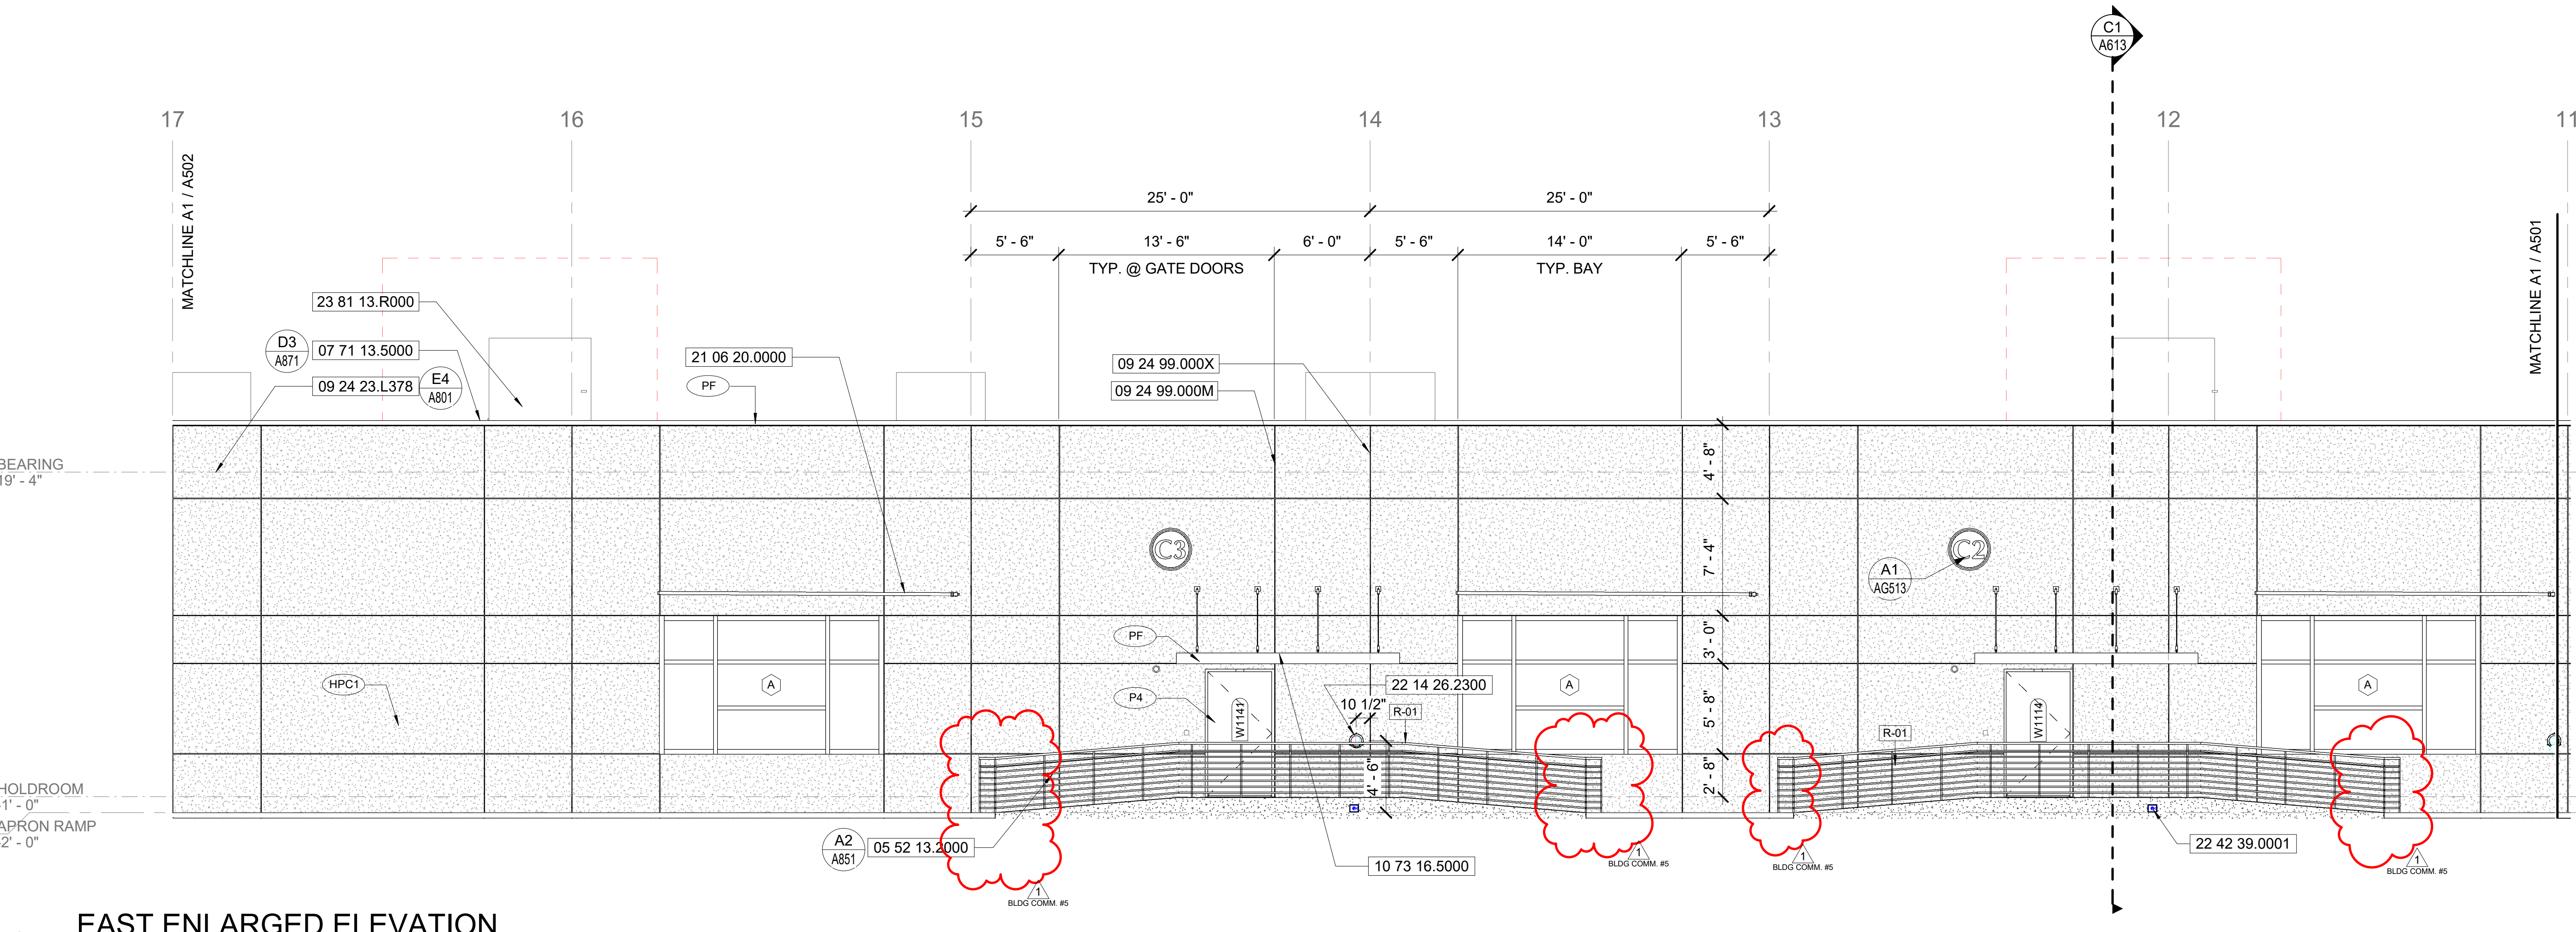 C1
A613
17
16
15
14
13
12
11
MATCHLINE A1 / A502
MATCHLINE A1 / A501
25' - 0"
25' - 0"
5' - 6"
13' - 6"
6' - 0"
5' - 6"
14' - 0"
5' - 6"
TYP. @ GATE DOORS
TYP. BAY
23 81 13.R000
D3
A871
07 71 13.5000
09 24 23.L378
E4
A801
21 06 20.0000
PF
09 24 99.000X
09 24 99.000M
BEARING
19' - 4"
4' - 8"
7' - 4"
3' - 0"
5' - 8"
2' - 8"
C3
C2
A1
AG513
PF
HPC1
A
P4
W1141
22 14 26.2300
10 1/2"
R-01
A
R-01
W1114
A
4' - 6"
HOLDROOM
-1' - 0"
APRON RAMP
-2' - 0"
A2
A851
05 52 13.2000
10 73 16.5000
22 42 39.0001
1
BLDG COMM. #5
1
BLDG COMM. #5
1
BLDG COMM. #5
1
BLDG COMM. #5
EAST ENLARGED ELEVATION